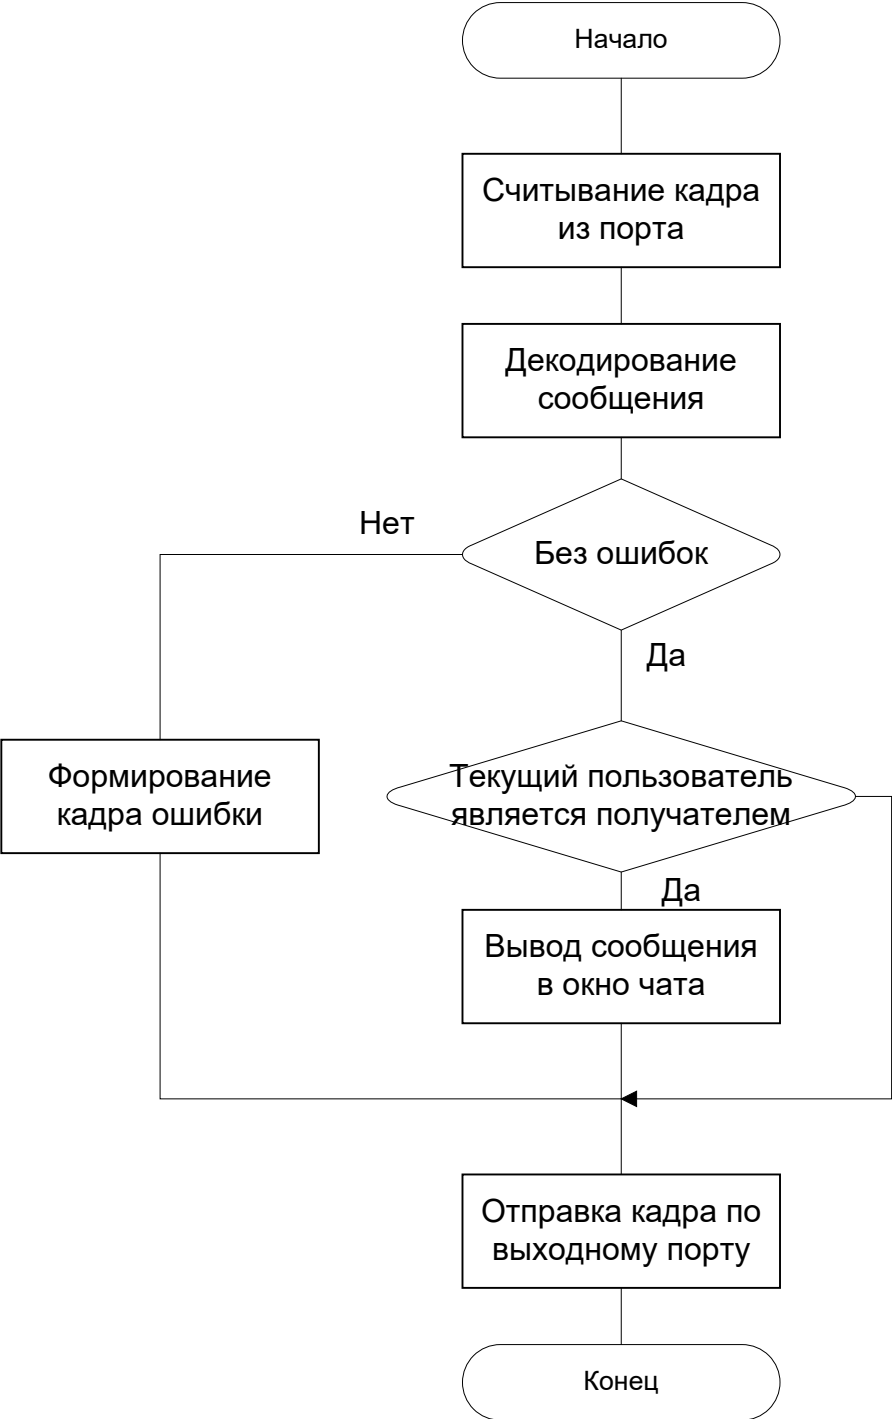 Начало
Считывание кадра
из порта
Декодирование
сообщения
Нет
Без ошибок
Да
Формирование
кадра ошибки
Текущий пользователь
является получателем
Да
Вывод сообщения
в окно чата
Отправка кадра по
выходному порту
Конец